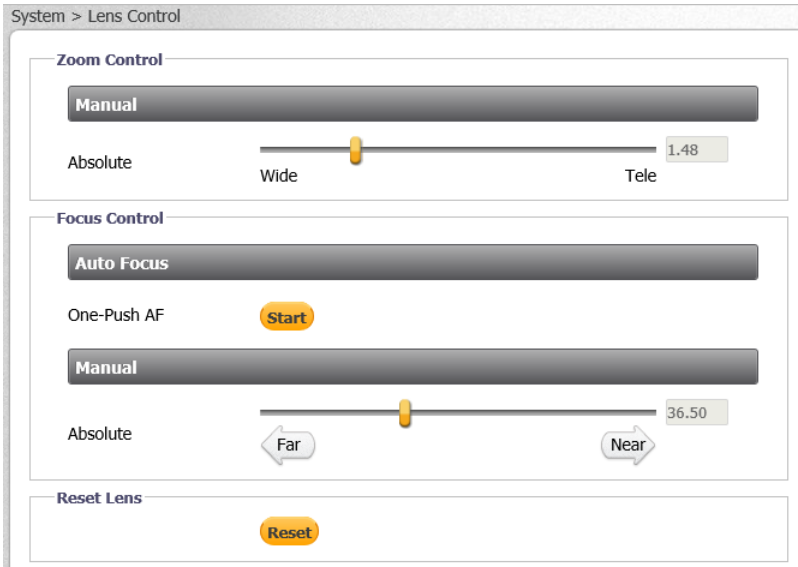 System > Lens Control
Zoom Control
Manual
Absolute
1.48
Wide Tele
Focus Control
Auto Focus
One-Push AF Start
Manual
36.50
Absolute
Far Near
Reset Lens
Reset